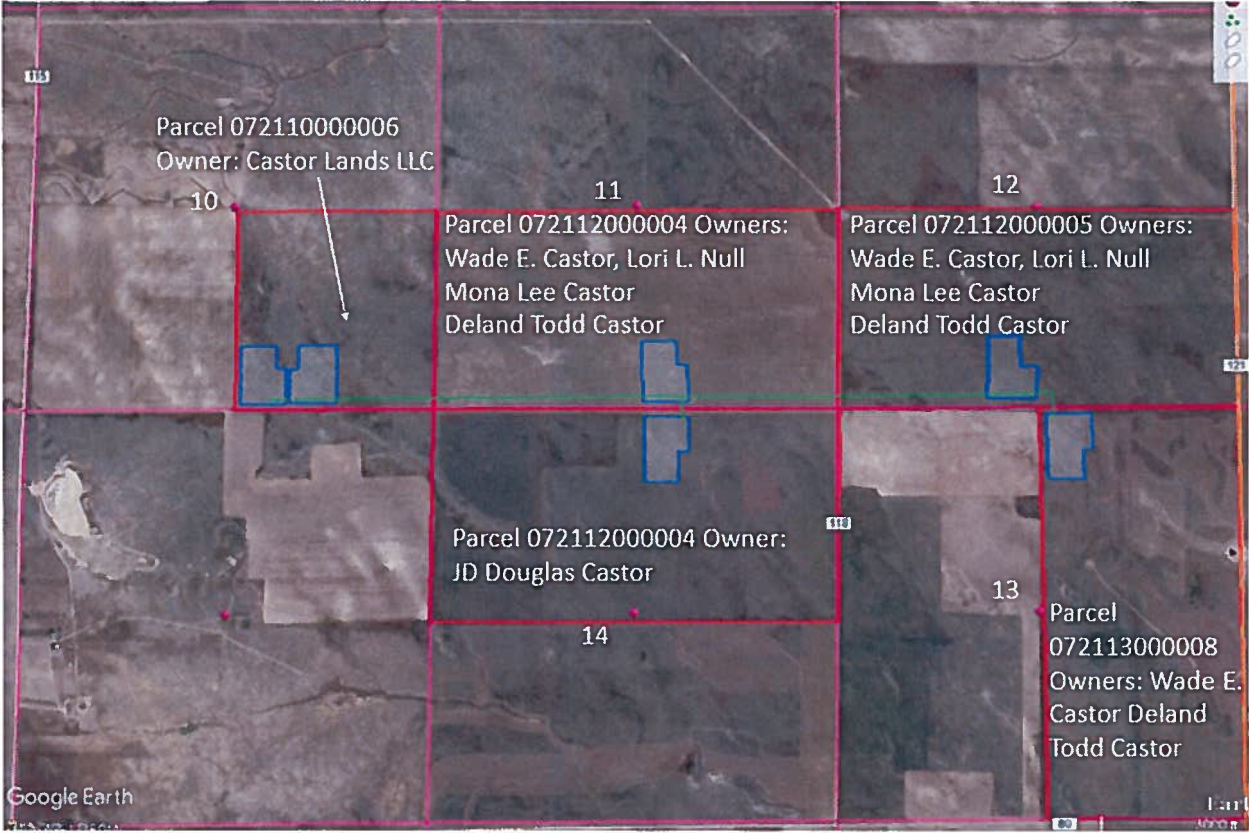 115
Parcel 072110000006
Owner: Castor Lands LLC
10
11
12
Parcel 072112000004 Owners:
Wade E. Castor, Lori L. Null
Mona Lee Castor
Deland Todd Castor
Parcel 072112000005 Owners:
Wade E. Castor, Lori L. Null
Mona Lee Castor
Deland Todd Castor
121
Parcel 072112000004 Owner:
JD Douglas Castor
14
13
Parcel
072113000008
Owners: Wade E.
Castor Deland
Todd Castor
Google Earth
80